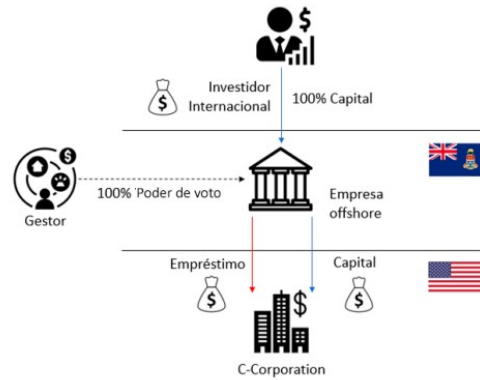 Investidor
Internacional
100% Capital
100% 'Poder de voto
Gestor
Empresa
offshore
Empréstimo
Capital
C-Corporation